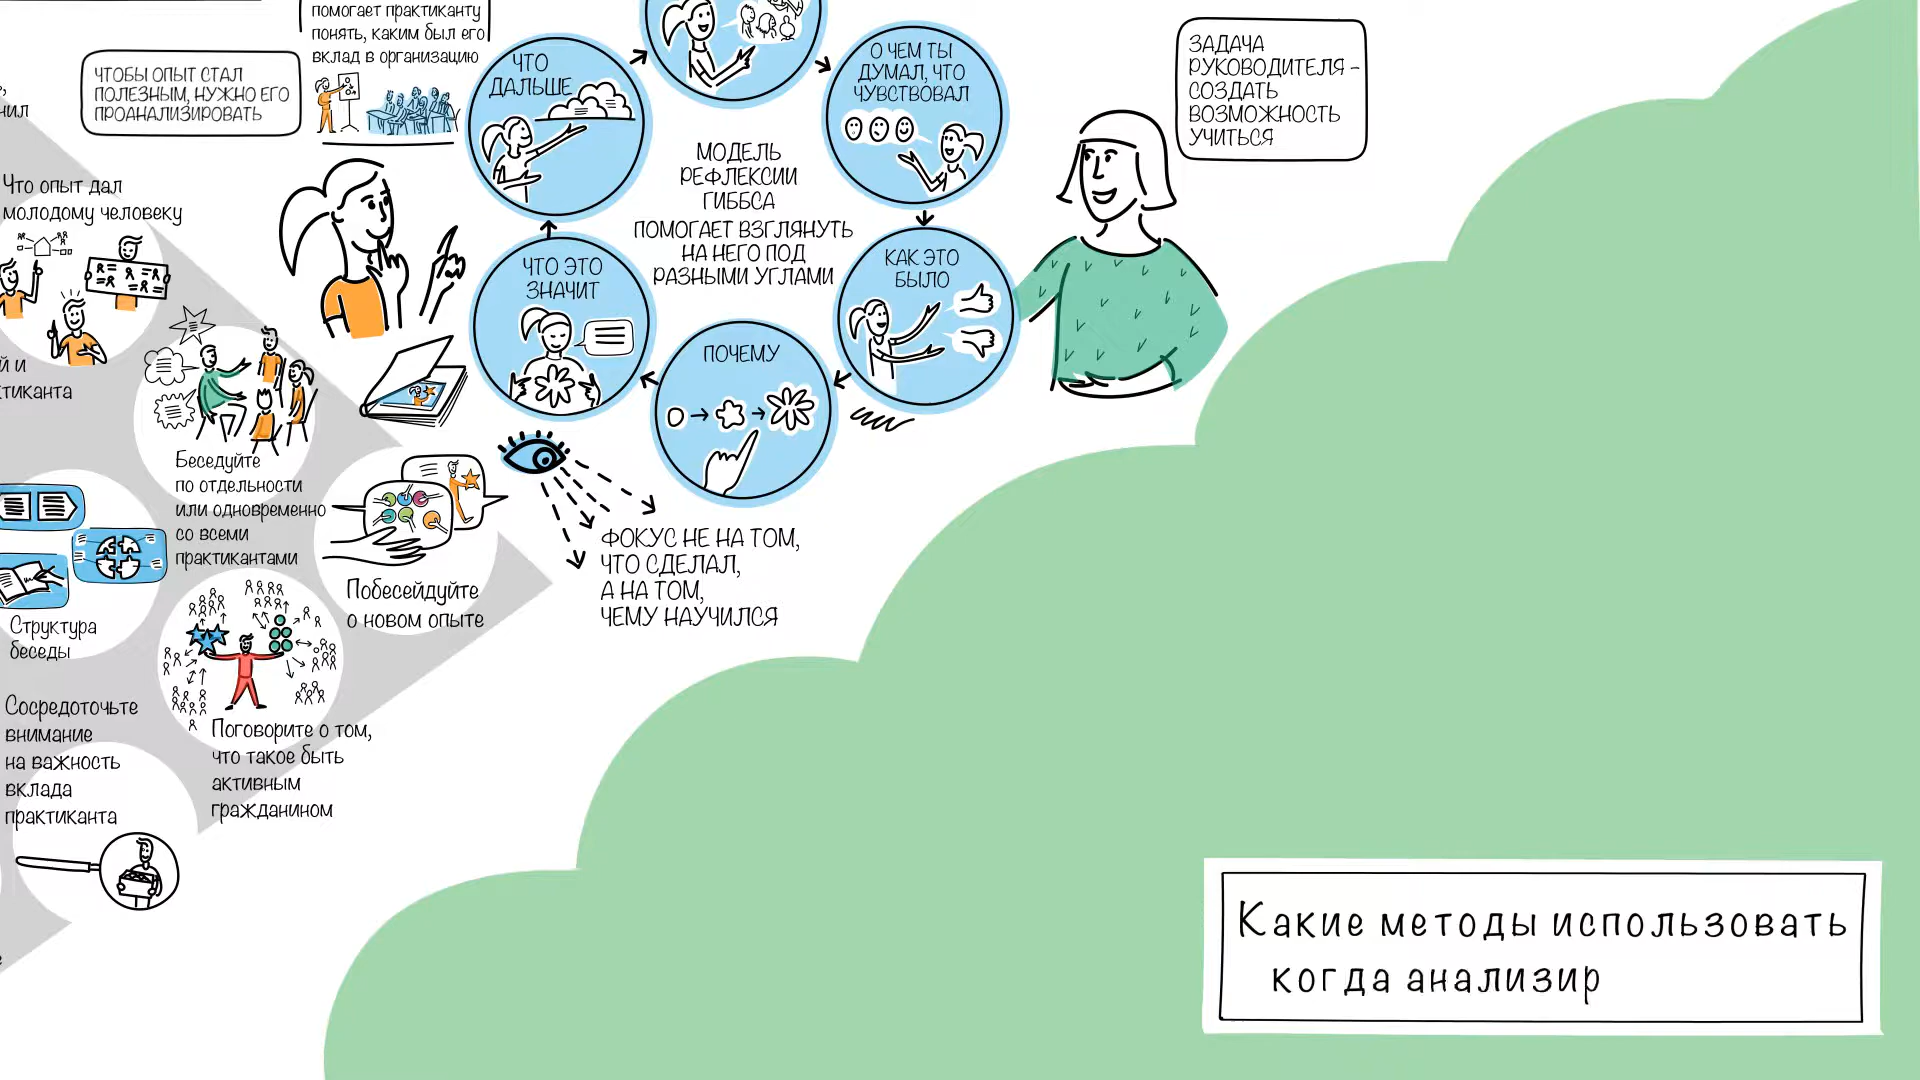 помогает практиканту
понять, каким был его
вклад в организацию
ЧТОБЫ ОПЫТ СТАЛ
ПОЛЕЗНЫМ, НУЖНО ЕГО
ПРОАНАЛИЗИРОВАТЬ
ЧТО
ДАЛЬШЕ
О ЧЕМ ТЫ
ДУМАЛ, ЧТО
ЧУВСТВОВАЛ
ЗАДАЧА
РУКОВОДИТЕЛЯ -
СОЗДАТЬ
ВОЗМОЖНОСТЬ
УЧИТЬСЯ
МОДЕЛЬ
РЕФЛЕКСИИ
ГИББСА
ПОМОГАЕТ ВЗГЛЯНУТЬ
НА НЕГО ПОД
РАЗНЫМИ УГЛАМИ
КАК ЭТО
БЫЛО
ПОЧЕМУ
ЧТО ЭТО
ЗНАЧИТ
ФОКУС НЕ НА ТОМ,
ЧТО СДЕЛАЛ,
А НА ТОМ,
ЧЕМУ НАУЧИЛСЯ
Что опыт дал
молодому человеку
й и
тиканта
Беседуйте
по отдельности
или одновременно
со всеми
практикантами
Побесейдуйте
о новом опыте
Структура
беседы
Поговорите о том,
что такое быть
активным
гражданином
Сосредоточьте
внимание
на важность
вклада
практиканта
Какие методы использовать
когда анализир